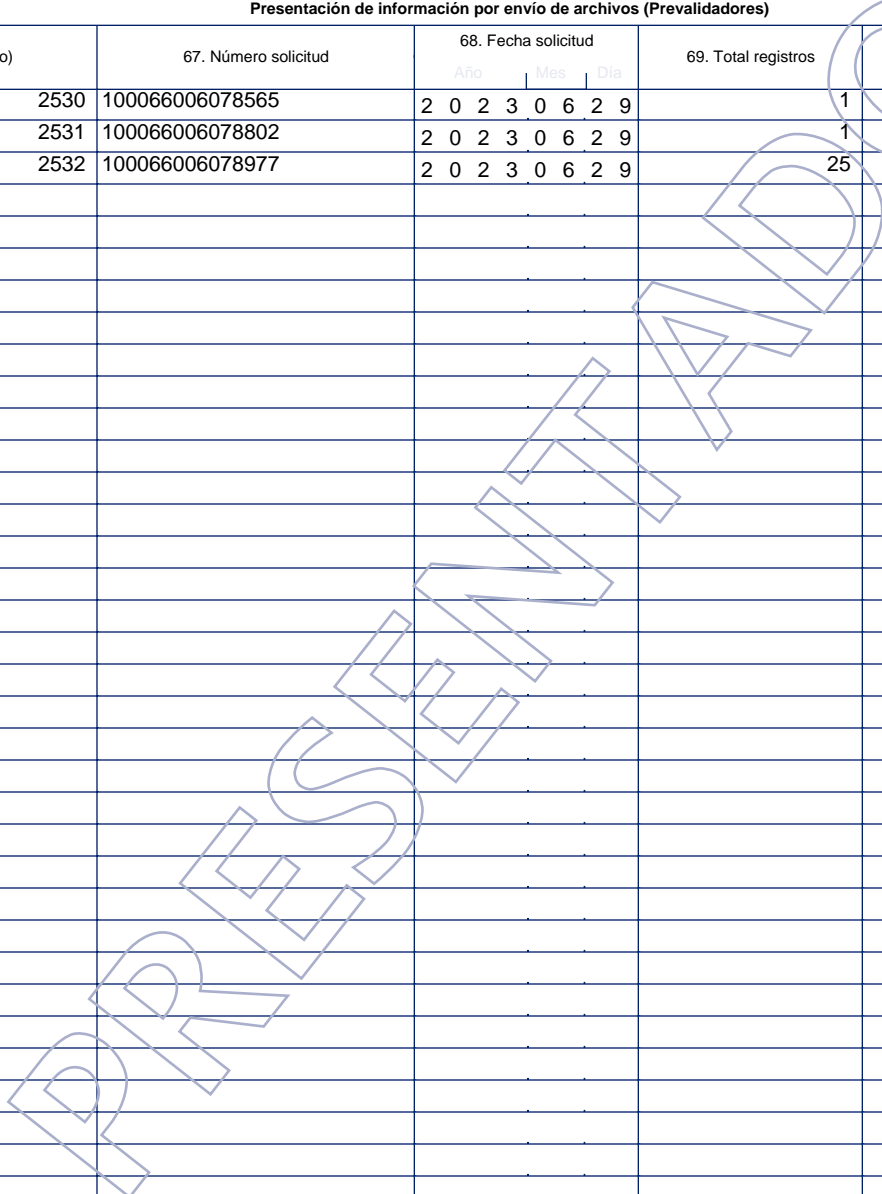 Presentación de información por envío de archivos (Prevalidadores)
o) 67. Número solicitud 68. Fecha solicitud 69. Total registros
Año Mes Día
2530 100066006078565 2 0 2 3 0 6 2 9 1
2531 100066006078802 2 0 2 3 0 6 2 9 1
2532 100066006078977 2 0 2 3 0 6 2 9 25
PRESENTADO